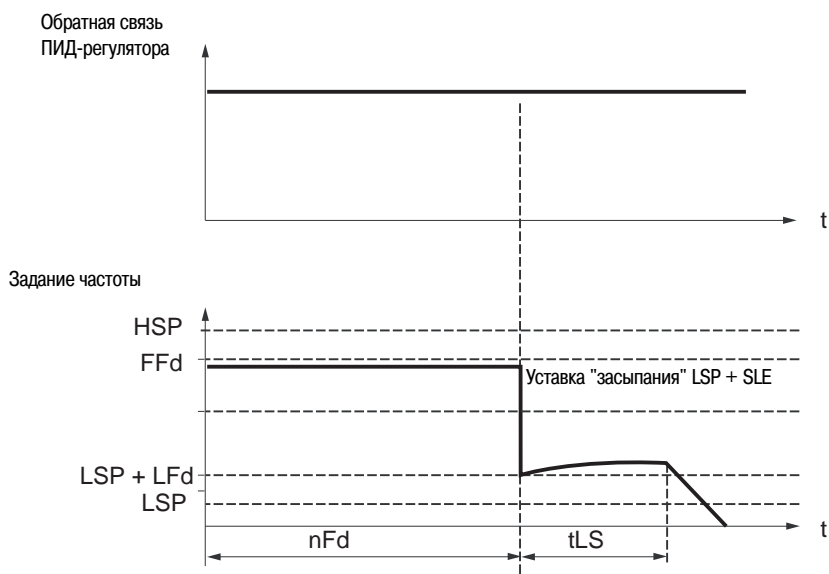 Обратная связь
ПИД-регулятора
t
Задание частоты
HSP
FFd
Уставка "засыпания" LSP + SLE
LSP + LFd
LSP
t
nFd
tLS